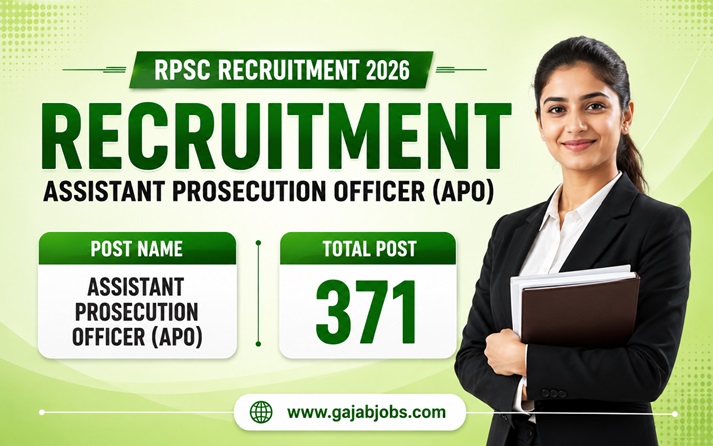 RPSC RECRUITMENT 2026
RECRUITMENT
ASSISTANT PROSECUTION OFFICER (APO)
POST NAME
ASSISTANT
PROSECUTION
OFFICER (APO)
TOTAL POST
371
www.gajabjobs.com